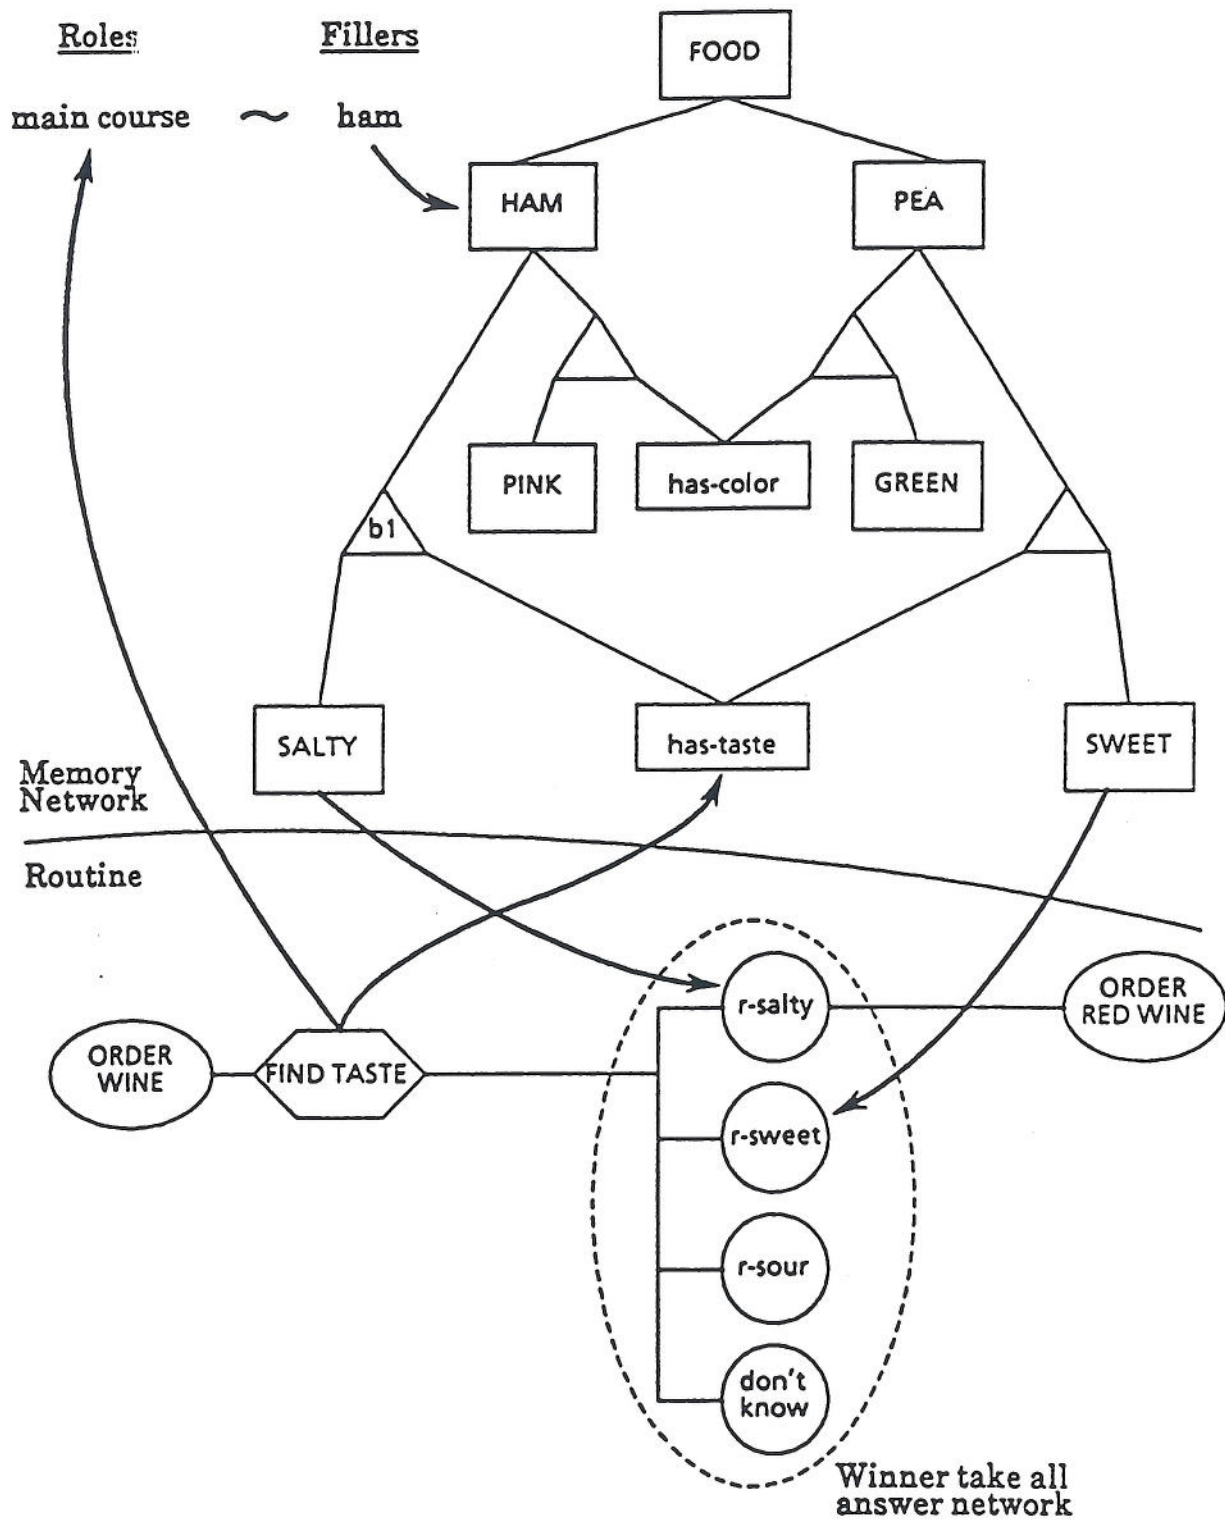 Roles
Fillers
main course ~ ham
FOOD
HAM
PEA
PINK
has-color
GREEN
b1
SALTY
has-taste
SWEET
Memory
Network
Routine
ORDER
WINE
FIND TASTE
r-salty
ORDER
RED WINE
r-sweet
r-sour
don't
know
Winner take all
answer network